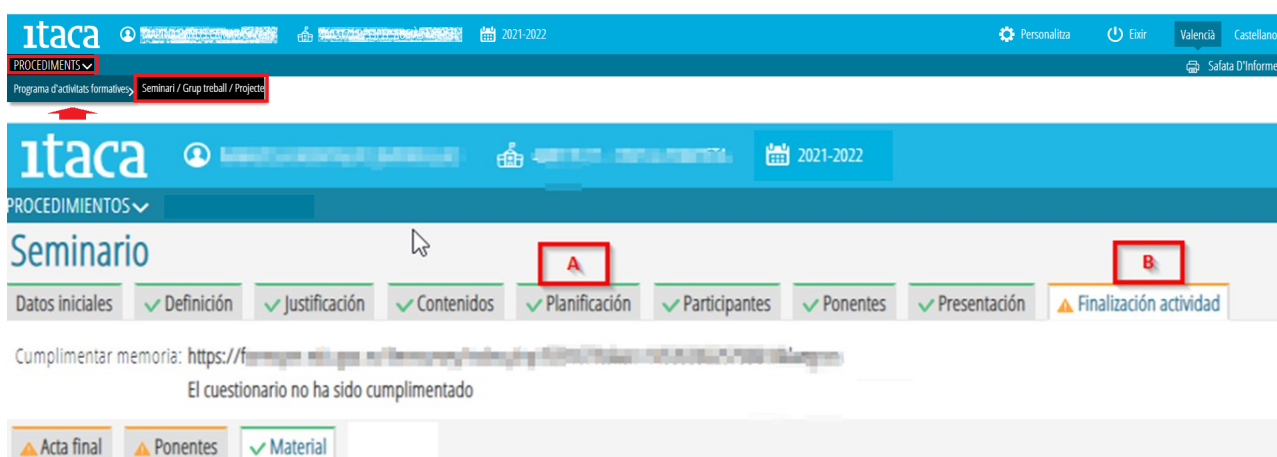 ıtaca 2021-2022 Personalitza Eixir Valencià Castellano
PROCEDIMENTS Safata D'Informe
Programa d'activitats formatives Seminari / Grup treball / Projecte
ıtaca 2021-2022
PROCEDIMIENTOS
Seminario
A B
Datos iniciales Definición Justificación Contenidos Planificación Participantes Ponentes Presentación Finalización actividad
Cumplimentar memoria: https://f
El cuestionario no ha sido cumplimentado
Acta final Ponentes Material